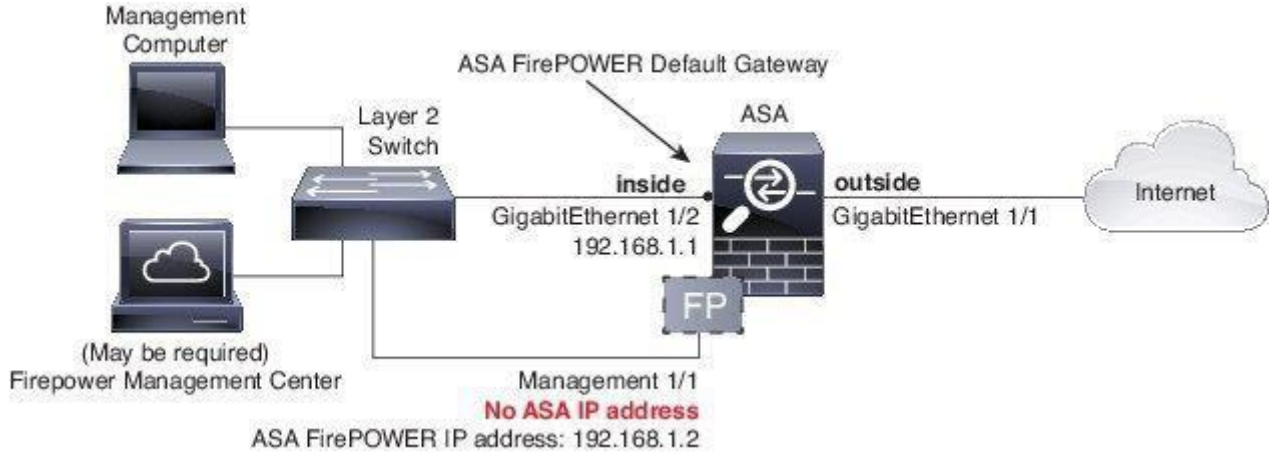 Management
Computer
ASA FirePOWER Default Gateway
Layer 2
Switch
ASA
inside
outside
Internet
GigabitEthernet 1/2
GigabitEthernet 1/1
192.168.1.1
FP
(May be required)
Firepower Management Center
Management 1/1
No ASA IP address
ASA FirePOWER IP address: 192.168.1.2